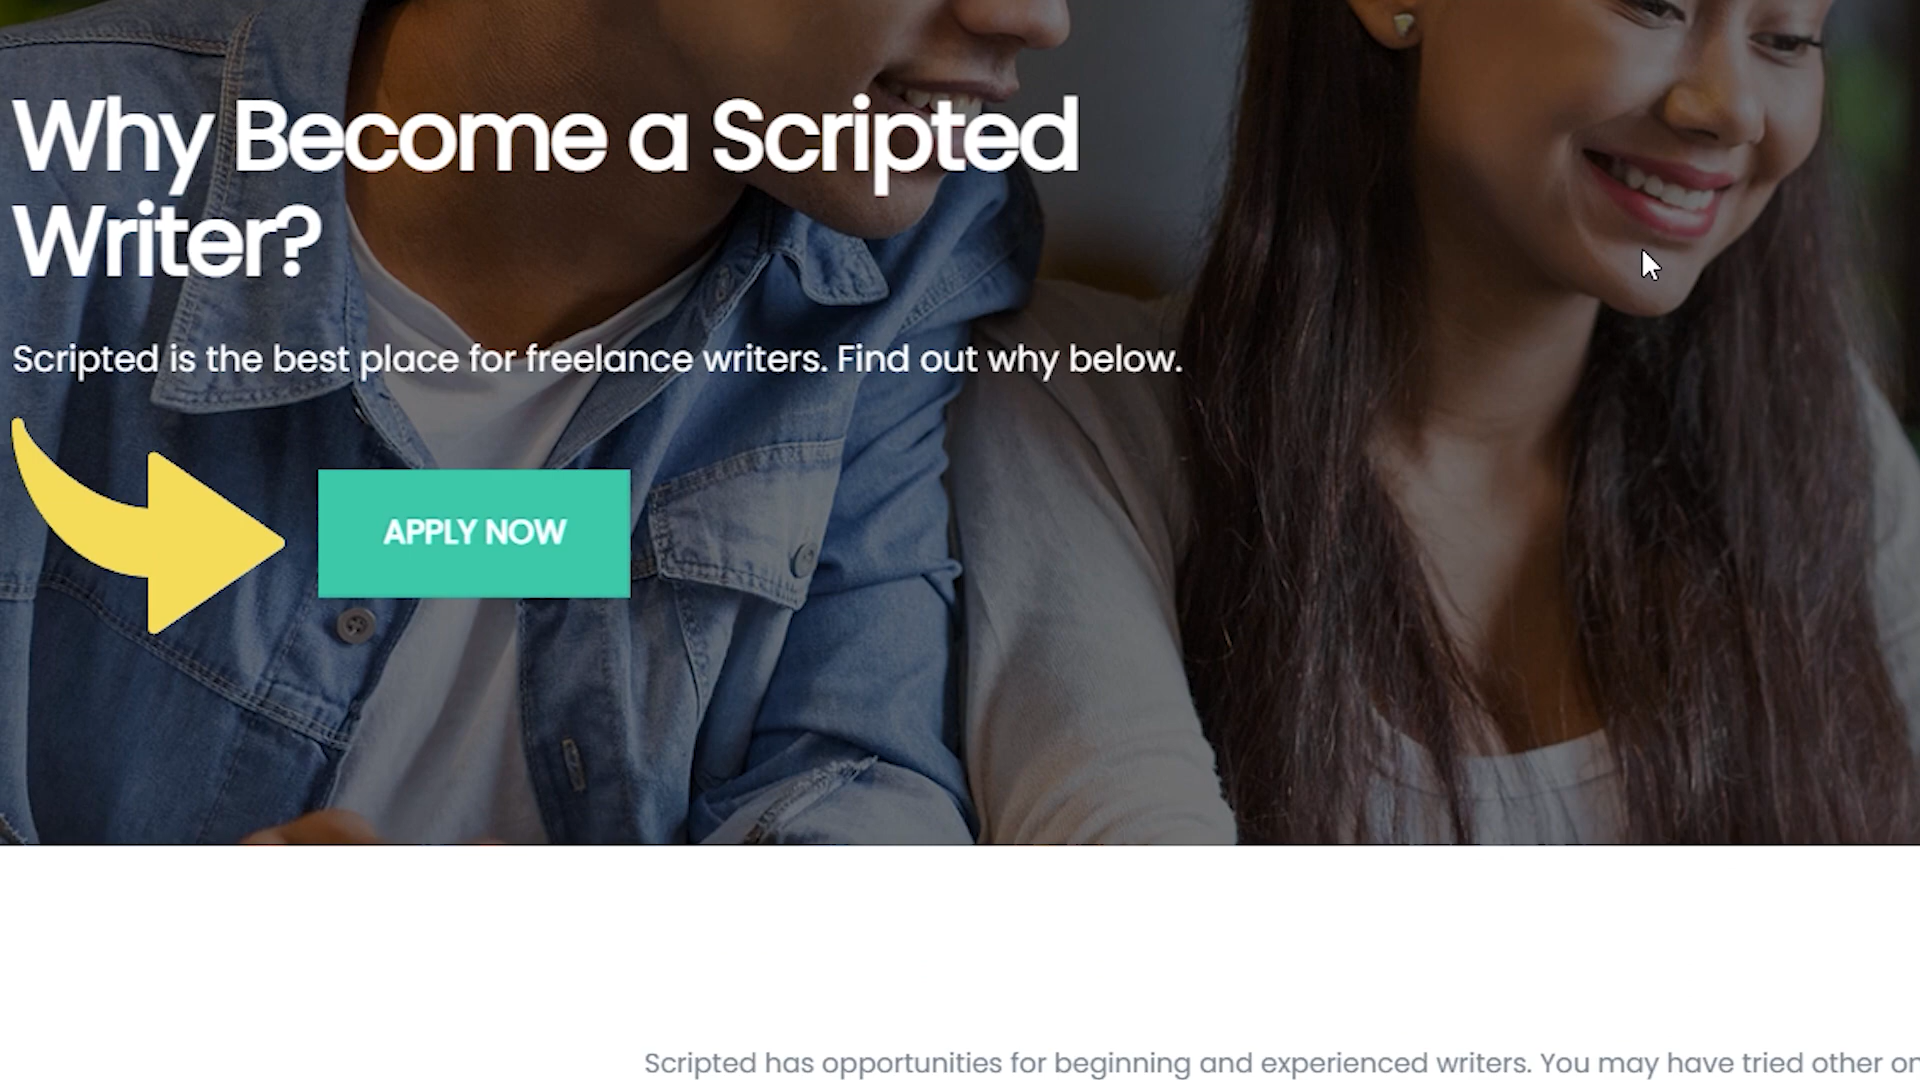 Why Become a Scripted
Writer?
Scripted is the best place for freelance writers. Find out why below.
APPLY NOW
Scripted has opportunities for beginning and experienced writers. You may have tried other